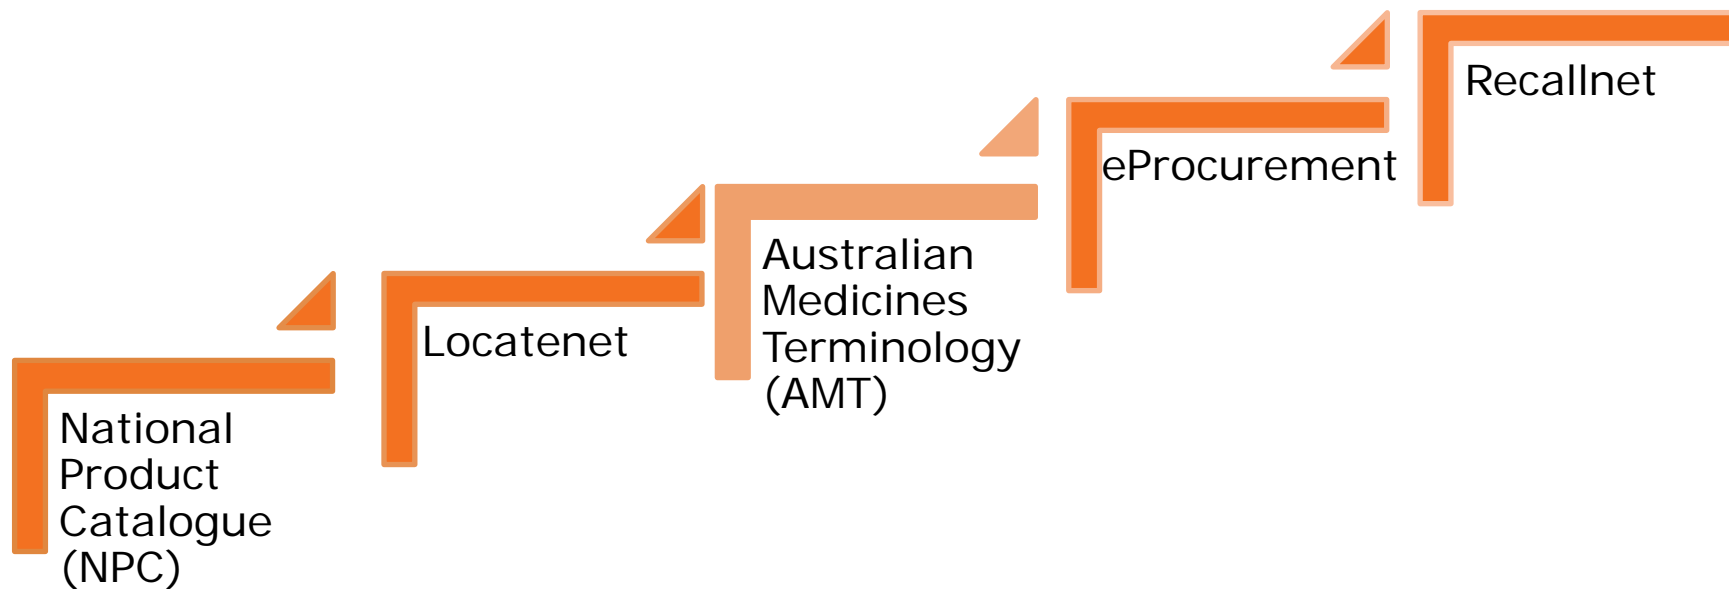 National
Product
Catalogue
(NPC)
Locatenet
Australian
Medicines
Terminology
(AMT)
eProcurement
Recallnet